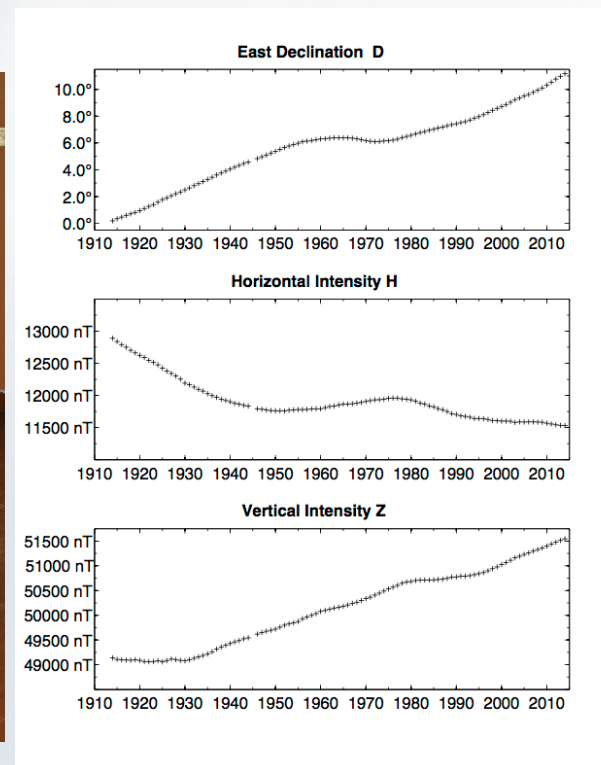 East Declination D
10.0°
8.0°
6.0°
4.0°
2.0°
0.0°
1910 1920 1930 1940 1950 1960 1970 1980 1990 2000 2010
Horizontal Intensity H
13000 nT
12500 nT
12000 nT
11500 nT
1910 1920 1930 1940 1950 1960 1970 1980 1990 2000 2010
Vertical Intensity Z
51500 nT
51000 nT
50500 nT
50000 nT
49500 nT
49000 nT
1910 1920 1930 1940 1950 1960 1970 1980 1990 2000 2010